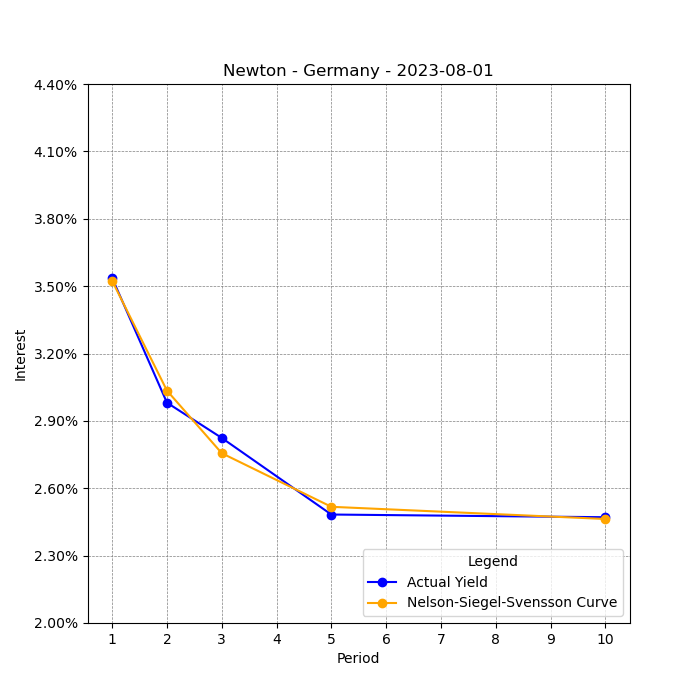 Newton - Germany - 2023-08-01
4.40%
4.10%
3.80%
3.50%
3.20%
2.90%
2.60%
2.30%
2.00%
Interest
1 2 3 4 5 6 7 8 9 10
Period
Legend
Actual Yield
Nelson-Siegel-Svensson Curve